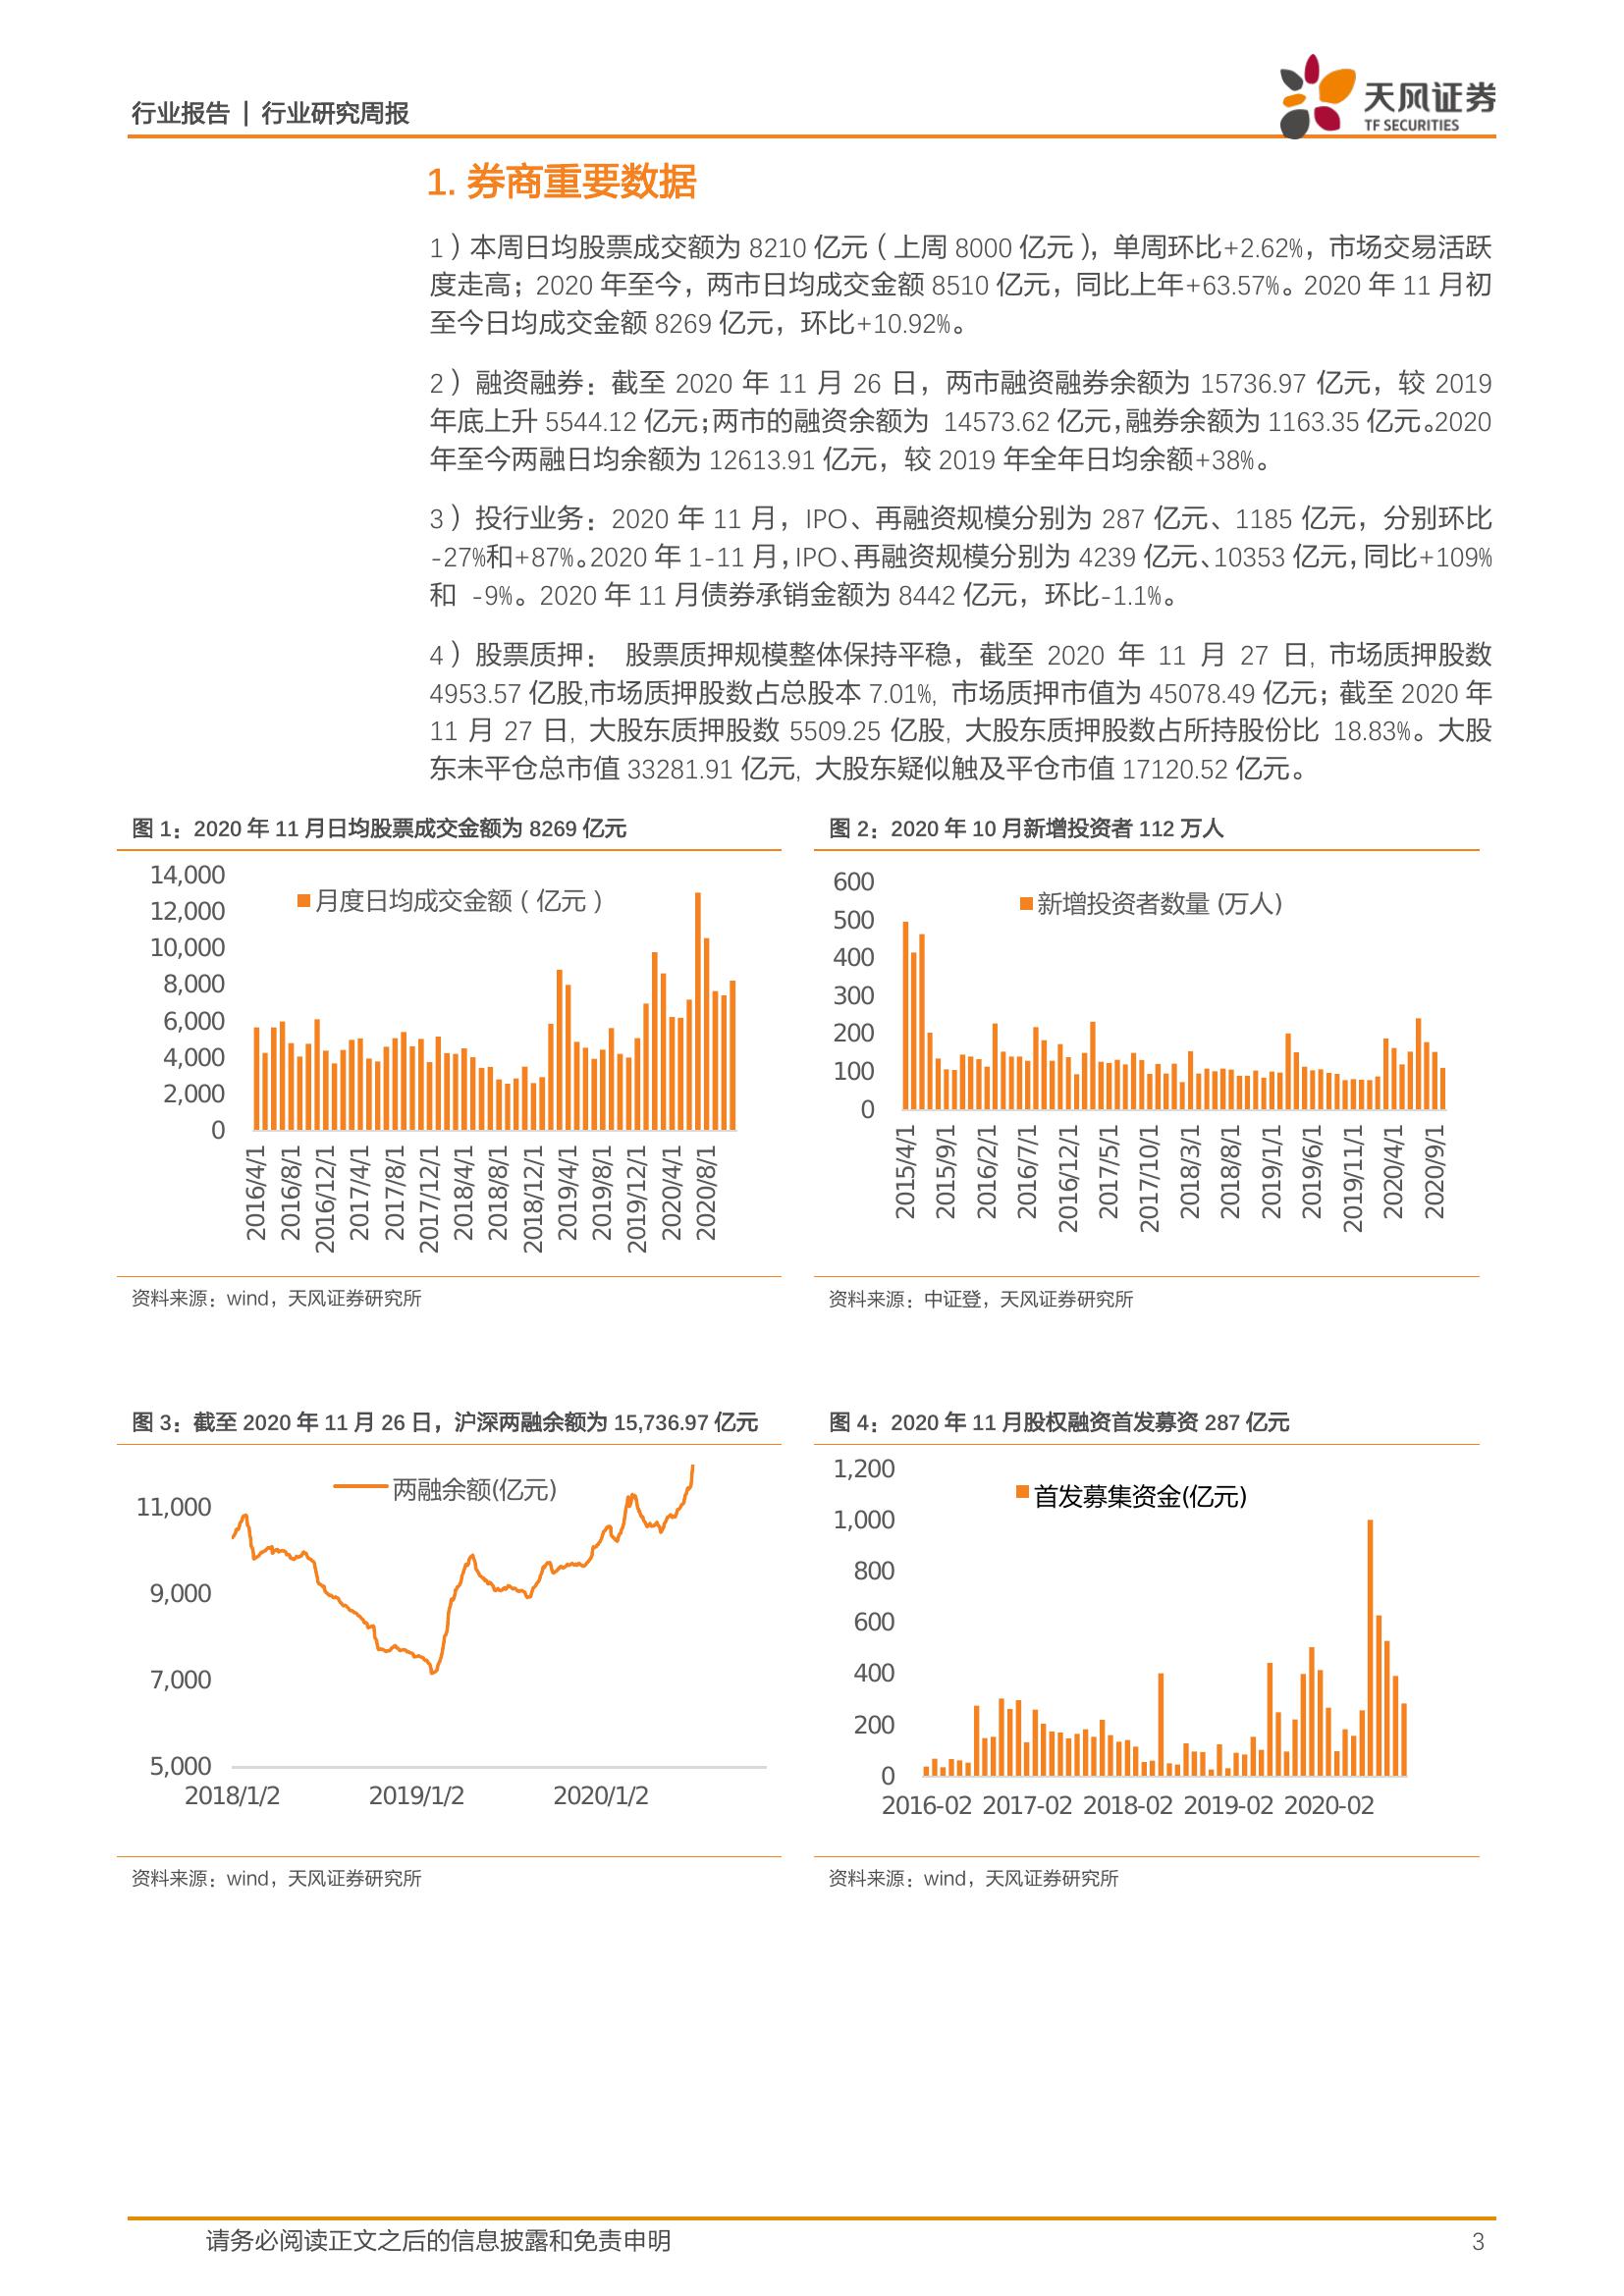 行业报告 | 行业研究周报
天风证券
TF SECURITIES
1. 券商重要数据
1）本周日均股票成交额为 8210 亿元（上周 8000 亿元），单周环比+2.62%，市场交易活跃
度走高；2020 年至今，两市日均成交金额 8510 亿元，同比上年+63.57%。2020 年 11 月初
至今日均成交金额 8269 亿元，环比+10.92%。
2）融资融券：截至 2020 年 11 月 26 日，两市融资融券余额为 15736.97 亿元，较 2019
年底上升 5544.12 亿元；两市的融资余额为 14573.62 亿元，融券余额为 1163.35 亿元。2020
年至今两融日均余额为 12613.91 亿元，较 2019 年全年日均余额+38%。
3）投行业务：2020 年 11 月，IPO、再融资规模分别为 287 亿元、1185 亿元，分别环比
-27%和+87%。2020 年 1-11 月，IPO、再融资规模分别为 4239 亿元、10353 亿元，同比+109%
和 -9%。2020 年 11 月债券承销金额为 8442 亿元，环比-1.1%。
4）股票质押： 股票质押规模整体保持平稳，截至 2020 年 11 月 27 日, 市场质押股数
4953.57 亿股,市场质押股数占总股本 7.01%, 市场质押市值为 45078.49 亿元；截至 2020 年
11 月 27 日, 大股东质押股数 5509.25 亿股, 大股东质押股数占所持股份比 18.83%。大股
东未平仓总市值 33281.91 亿元, 大股东疑似触及平仓市值 17120.52 亿元。
图 1：2020 年 11 月日均股票成交金额为 8269 亿元
月度日均成交金额（亿元）
14,000
12,000
10,000
8,000
6,000
4,000
2,000
0
2016/4/1
2016/8/1
2016/12/1
2017/4/1
2017/8/1
2017/12/1
2018/4/1
2018/8/1
2018/12/1
2019/4/1
2019/8/1
2019/12/1
2020/4/1
2020/8/1
资料来源：wind，天风证券研究所
图 2：2020 年 10 月新增投资者 112 万人
新增投资者数量 (万人)
600
500
400
300
200
100
0
2015/4/1
2015/9/1
2016/2/1
2016/7/1
2016/12/1
2017/5/1
2017/10/1
2018/3/1
2018/8/1
2019/1/1
2019/6/1
2019/11/1
2020/4/1
2020/9/1
资料来源：中证登，天风证券研究所
图 3：截至 2020 年 11 月 26 日，沪深两融余额为 15,736.97 亿元
两融余额(亿元)
11,000
9,000
7,000
5,000
2018/1/2
2019/1/2
2020/1/2
资料来源：wind，天风证券研究所
图 4：2020 年 11 月股权融资首发募资 287 亿元
首发募集资金(亿元)
1,200
1,000
800
600
400
200
0
2016-02
2017-02
2018-02
2019-02
2020-02
资料来源：wind，天风证券研究所
请务必阅读正文之后的信息披露和免责申明
3